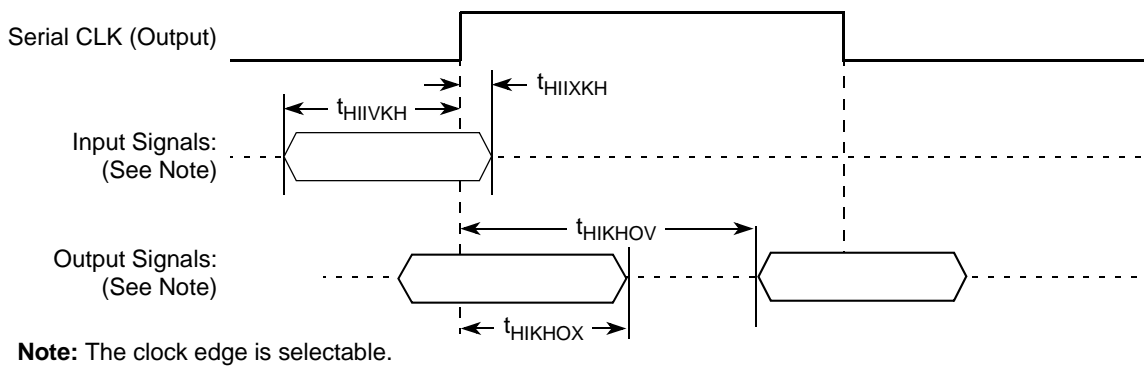 Serial CLK (Output)
tHIIXKH
tHIIVKH
Input Signals:
(See Note)
tHIKHOV
Output Signals:
(See Note)
tHIKHOX
Note: The clock edge is selectable.